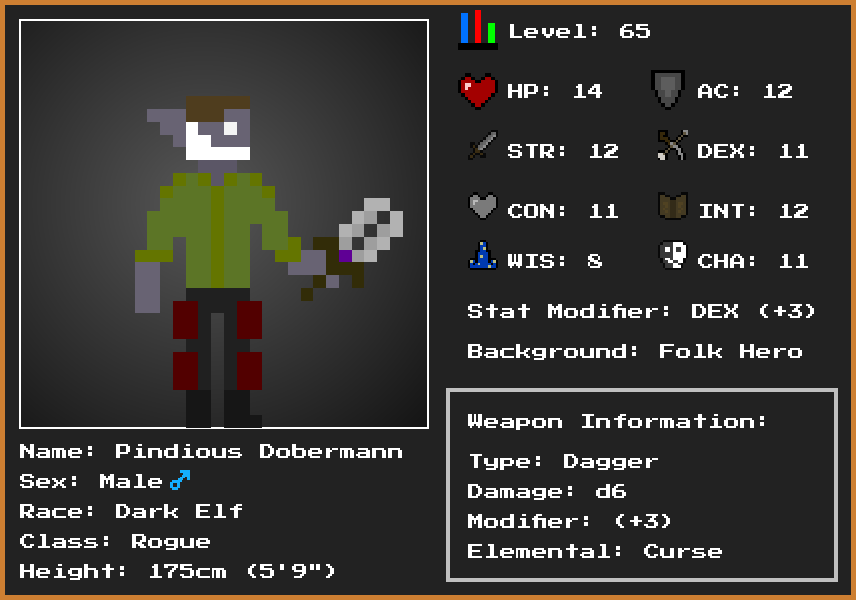 Level: 65
HP: 14 AC: 12
STR: 12 DEX: 11
CON: 11 INT: 12
WIS: 8 CHA: 11
Stat Modifier: DEX (+3)
Background: Folk Hero
Weapon Information:
Type: Dagger
Damage: d6
Modifier: (+3)
Elemental: Curse
Name: Pindious Dobermann
Sex: Male ♂
Race: Dark Elf
Class: Rogue
Height: 175cm (5'9")